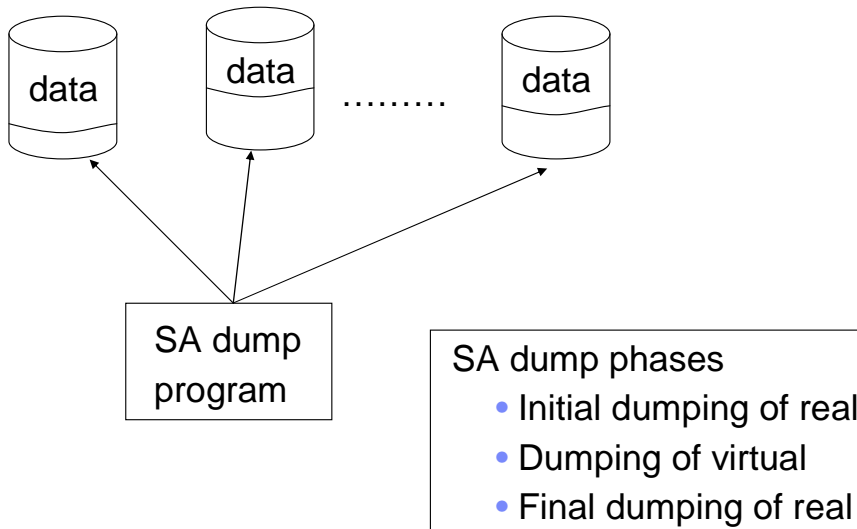 data
data
.........
data
SA dump
program
SA dump phases
• Initial dumping of real
• Dumping of virtual
• Final dumping of real